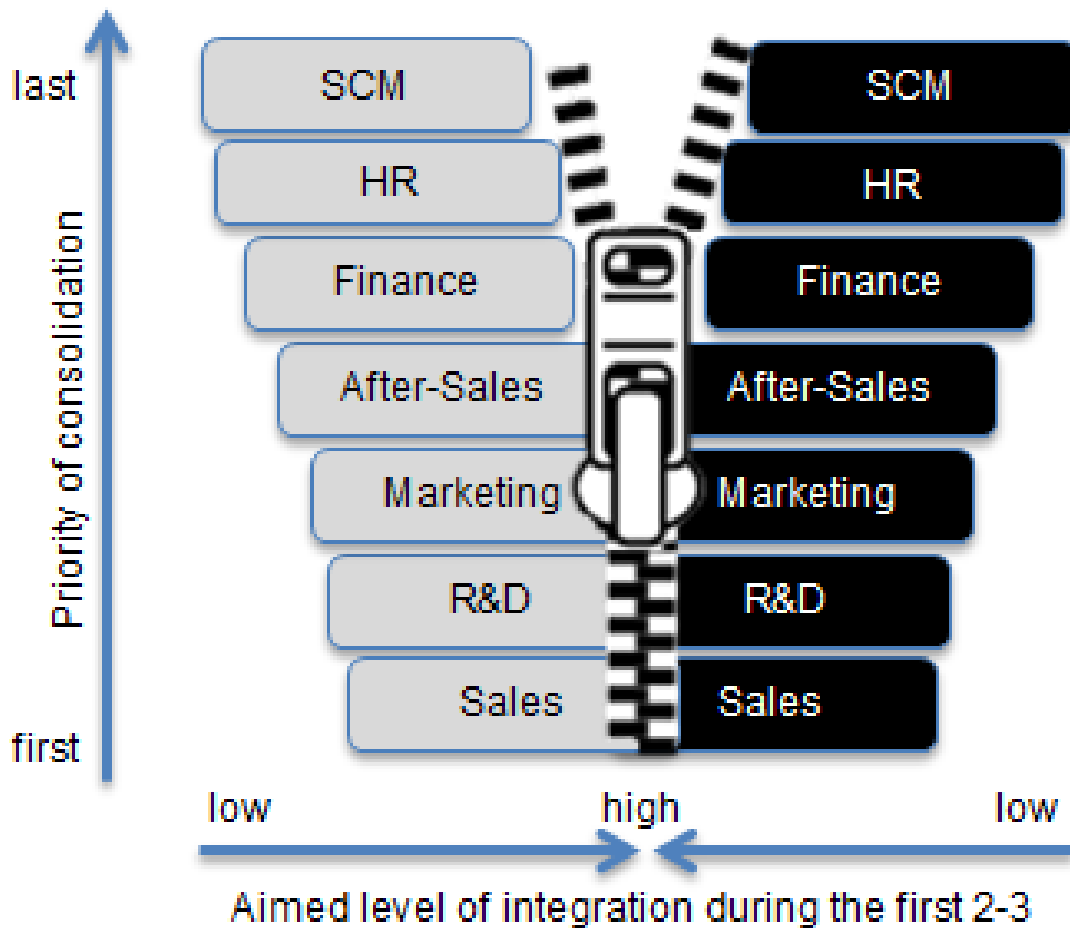 last
SCM
SCM
HR
HR
Finance
Finance
After-Sales
After-Sales
Marketing
Marketing
R&D
R&D
Sales
Sales
first
Priority of consolidation
low
high
low
Aimed level of integration during the first 2-3